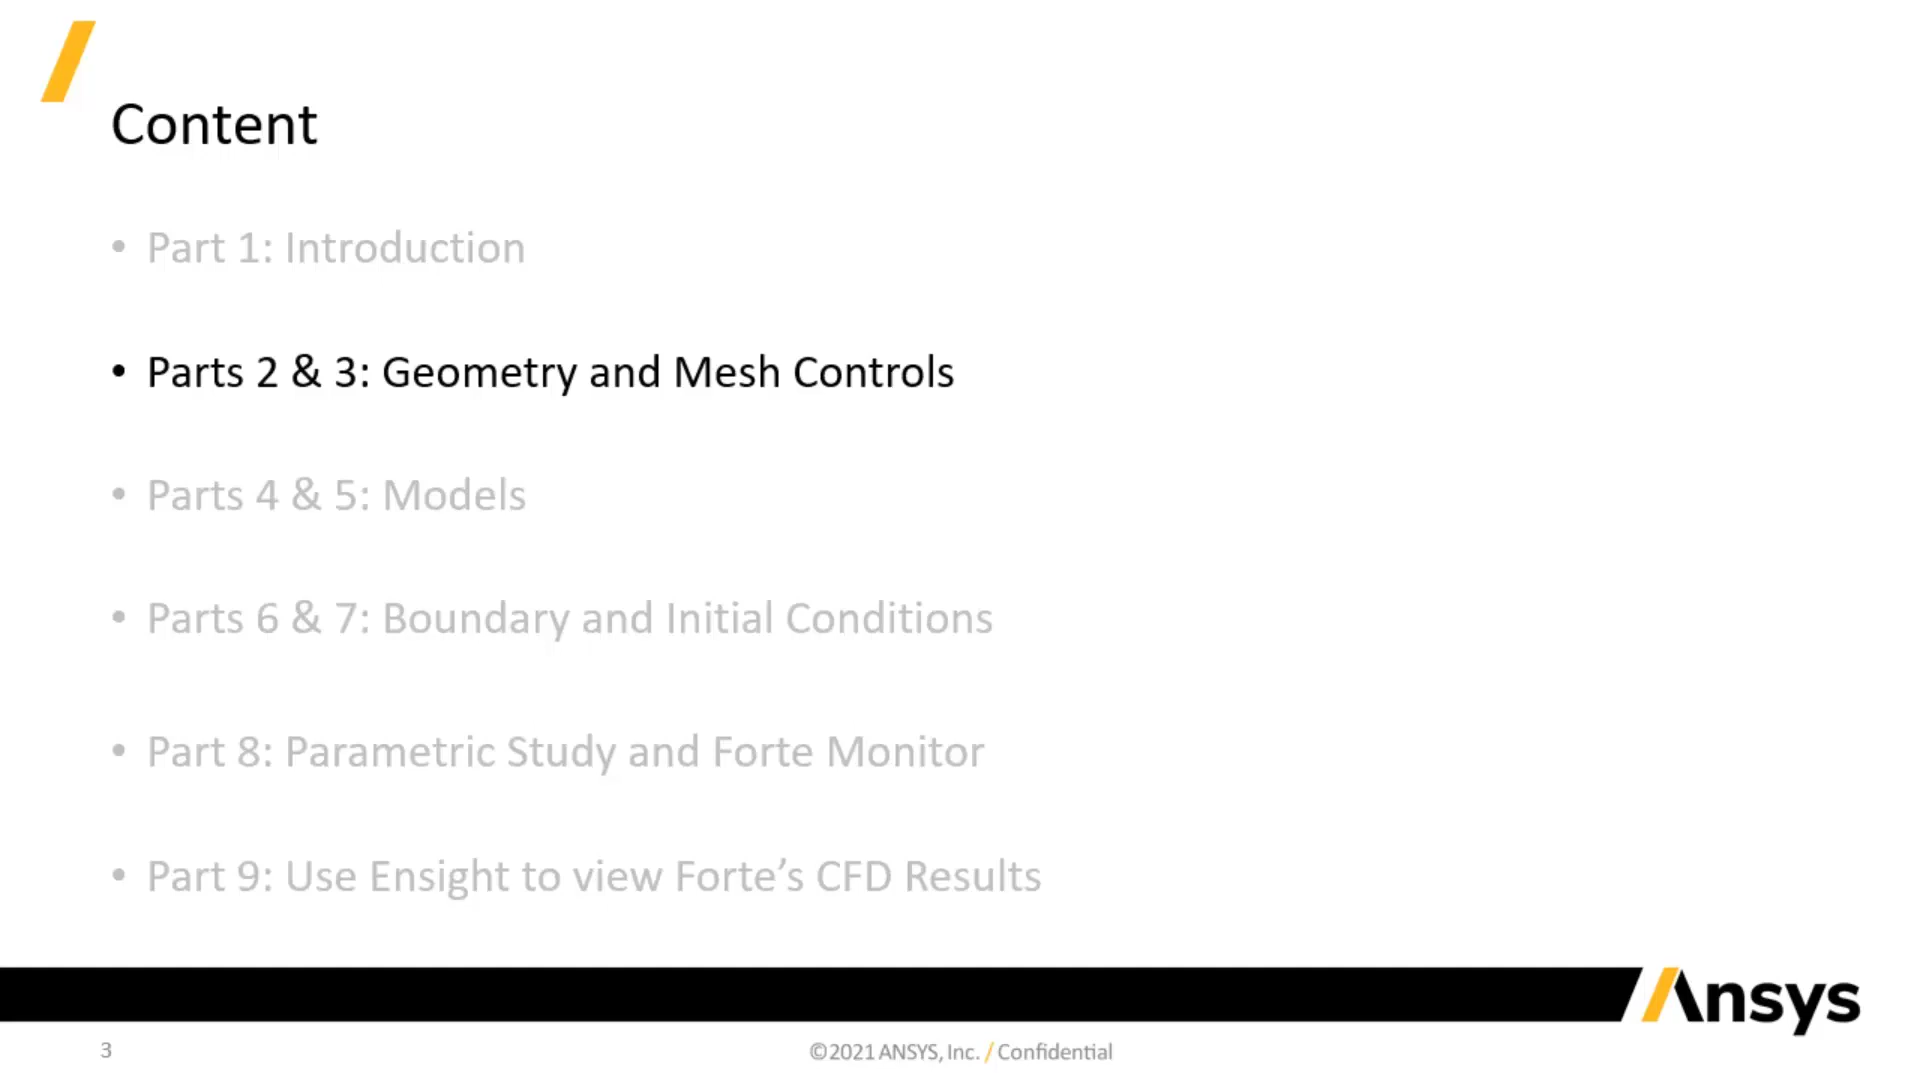 Content
• Part 1: Introduction
• Parts 2 & 3: Geometry and Mesh Controls
• Parts 4 & 5: Models
• Parts 6 & 7: Boundary and Initial Conditions
• Part 8: Parametric Study and Forte Monitor
• Part 9: Use Ensight to view Forte’s CFD Results
Ansys
3
©2021 ANSYS, Inc. / Confidential